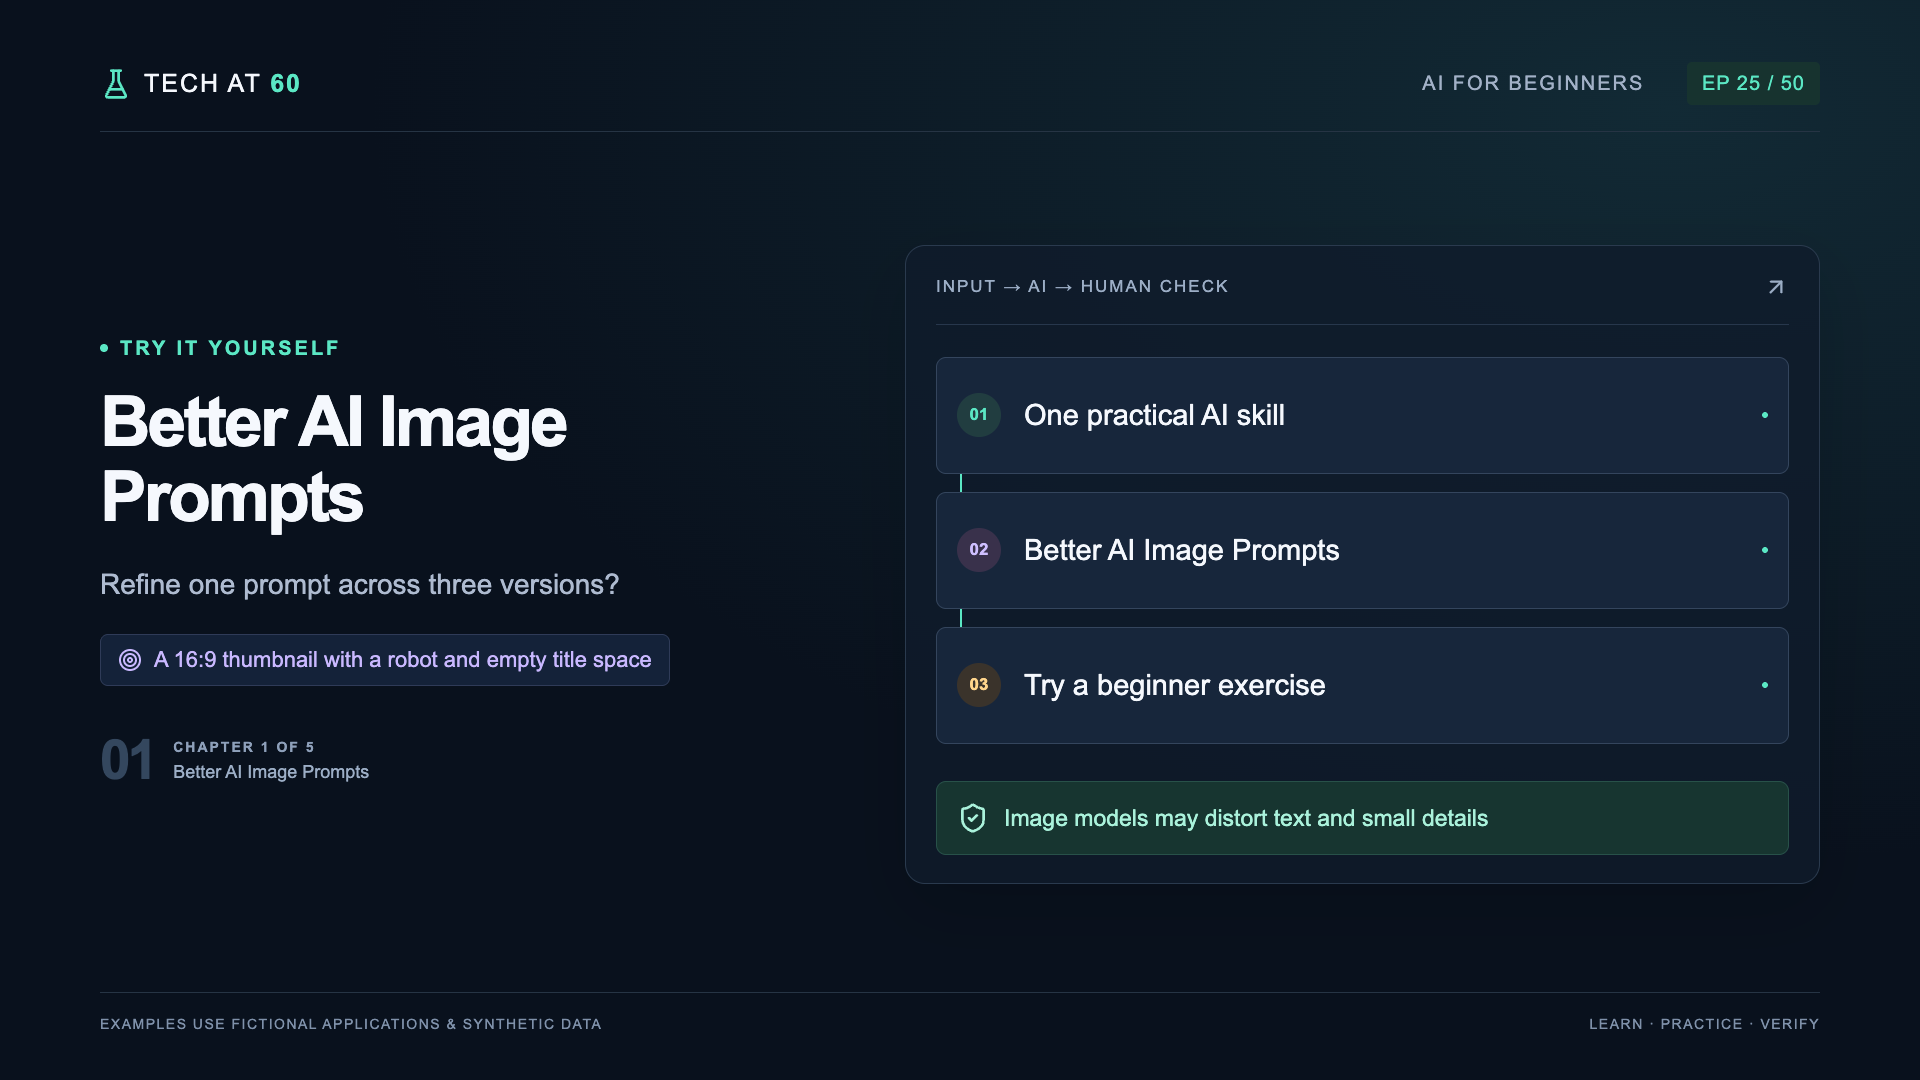 TECH AT 60
AI FOR BEGINNERS
EP 25 / 50
TRY IT YOURSELF
Better AI Image
Prompts
Refine one prompt across three versions?
A 16:9 thumbnail with a robot and empty title space
01
CHAPTER 1 OF 5
Better AI Image Prompts
INPUT → AI → HUMAN CHECK
01
One practical AI skill
02
Better AI Image Prompts
03
Try a beginner exercise
Image models may distort text and small details
EXAMPLES USE FICTIONAL APPLICATIONS & SYNTHETIC DATA
LEARN · PRACTICE · VERIFY